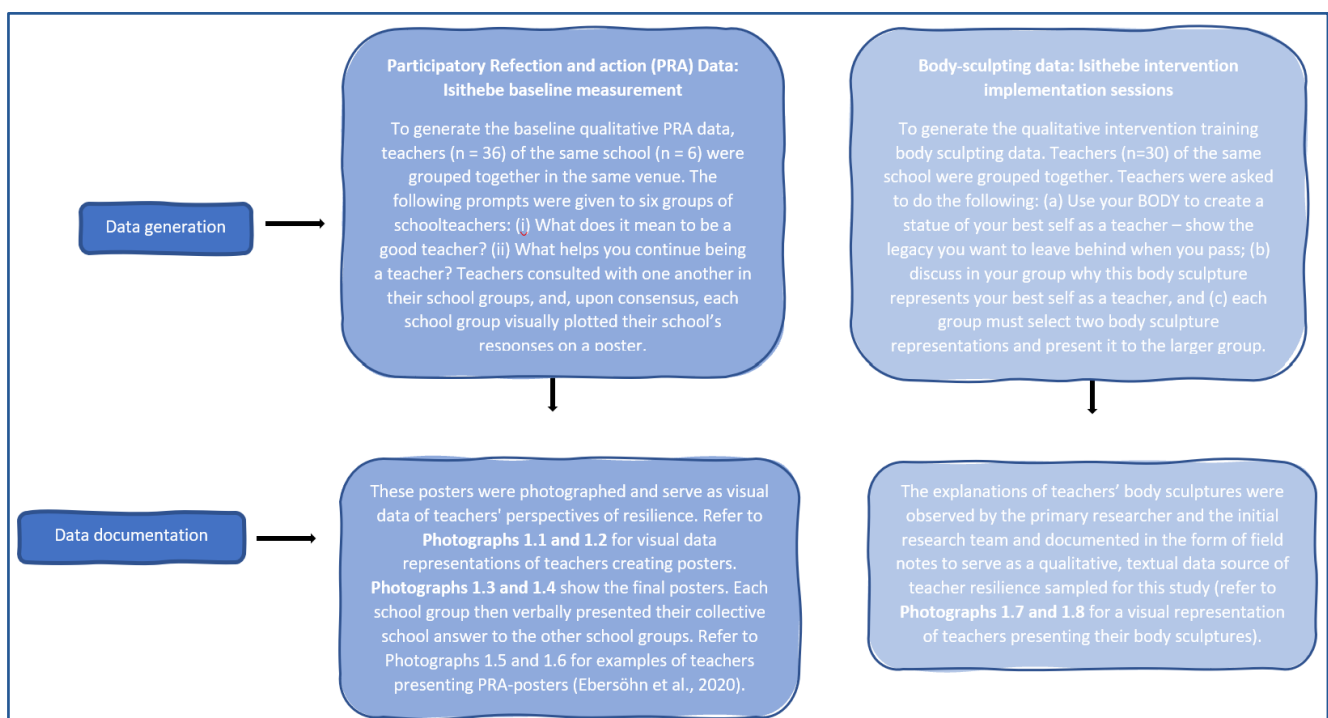 Data generation
Participatory Refection and action (PRA) Data:
Isithebe baseline measurement
To generate the baseline qualitative PRA data,
teachers (n = 36) of the same school (n = 6) were
grouped together in the same venue. The
following prompts were given to six groups of
schoolteachers: (i) What does it mean to be a
good teacher? (ii) What helps you continue being
a teacher? Teachers consulted with one another in
their school groups, and, upon consensus, each
school group visually plotted their school's
responses on a poster.
Body-sculpting data: Isithebe intervention
implementation sessions
To generate the qualitative intervention training
body sculpting data. Teachers (n=30) of the same
school were grouped together. Teachers were asked
to do the following: (a) Use your BODY to create a
statue of your best self as a teacher – show the
legacy you want to leave behind when you pass; (b)
discuss in your group why this body sculpture
represents your best self as a teacher, and (c) each
group must select two body sculpture
representations and present it to the larger group.
Data documentation
These posters were photographed and serve as visual
data of teachers' perspectives of resilience. Refer to
Photographs 1.1 and 1.2 for visual data
representations of teachers creating posters.
Photographs 1.3 and 1.4 show the final posters. Each
school group then verbally presented their collective
school answer to the other school groups. Refer to
Photographs 1.5 and 1.6 for examples of teachers
presenting PRA-posters (Ebersöhn et al., 2020).
The explanations of teachers' body sculptures were
observed by the primary researcher and the initial
research team and documented in the form of field
notes to serve as a qualitative, textual data source of
teacher resilience sampled for this study (refer to
Photographs 1.7 and 1.8 for a visual representation
of teachers presenting their body sculptures).